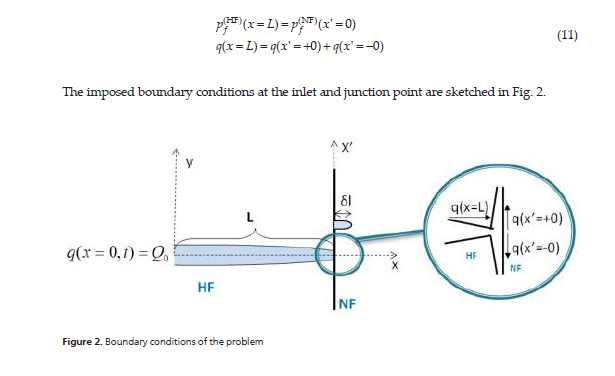 p_f^(HF)(x = L) = p_f^(NF)(x' = 0)
q(x = L) = q(x' = +0) + q(x' = −0)
(11)
The imposed boundary conditions at the inlet and junction point are sketched in Fig. 2.
X'
y
δl
L
q(x=L)
q(x'=+0)
q(x = 0, t) = Q₀
q(x'=-0)
X
HF
NF
HF
NF
Figure 2. Boundary conditions of the problem